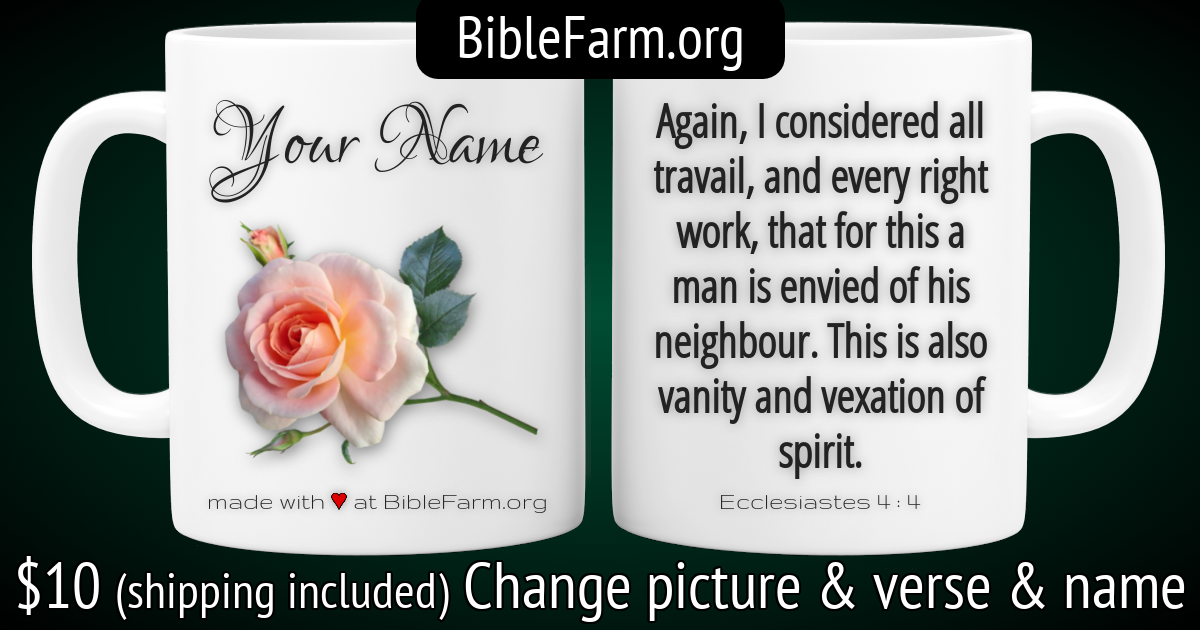 BibleFarm.org
Your Name
made with ❤ at BibleFarm.org
Again, I considered all
travail, and every right
work, that for this a
man is envied of his
neighbour. This is also
vanity and vexation of
spirit.
Ecclesiastes 4 : 4
$10 (shipping included) Change picture & verse & name